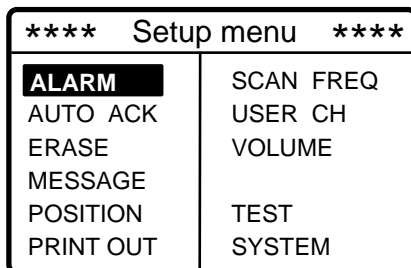 **** Setup menu ****
ALARM
AUTO ACK
ERASE
MESSAGE
POSITION
PRINT OUT
SCAN FREQ
USER CH
VOLUME
TEST
SYSTEM